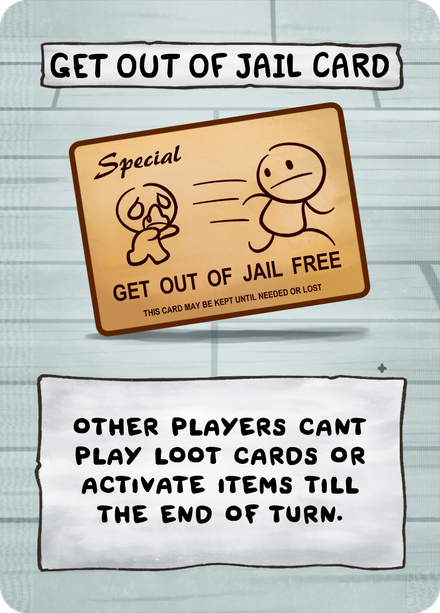 GET OUT OF JAIL CARD
Special
GET OUT OF JAIL FREE
THIS CARD MAY BE KEPT UNTIL NEEDED OR LOST
OTHER PLAYERS CANT
PLAY LOOT CARDS OR
ACTIVATE ITEMS TILL
THE END OF TURN.